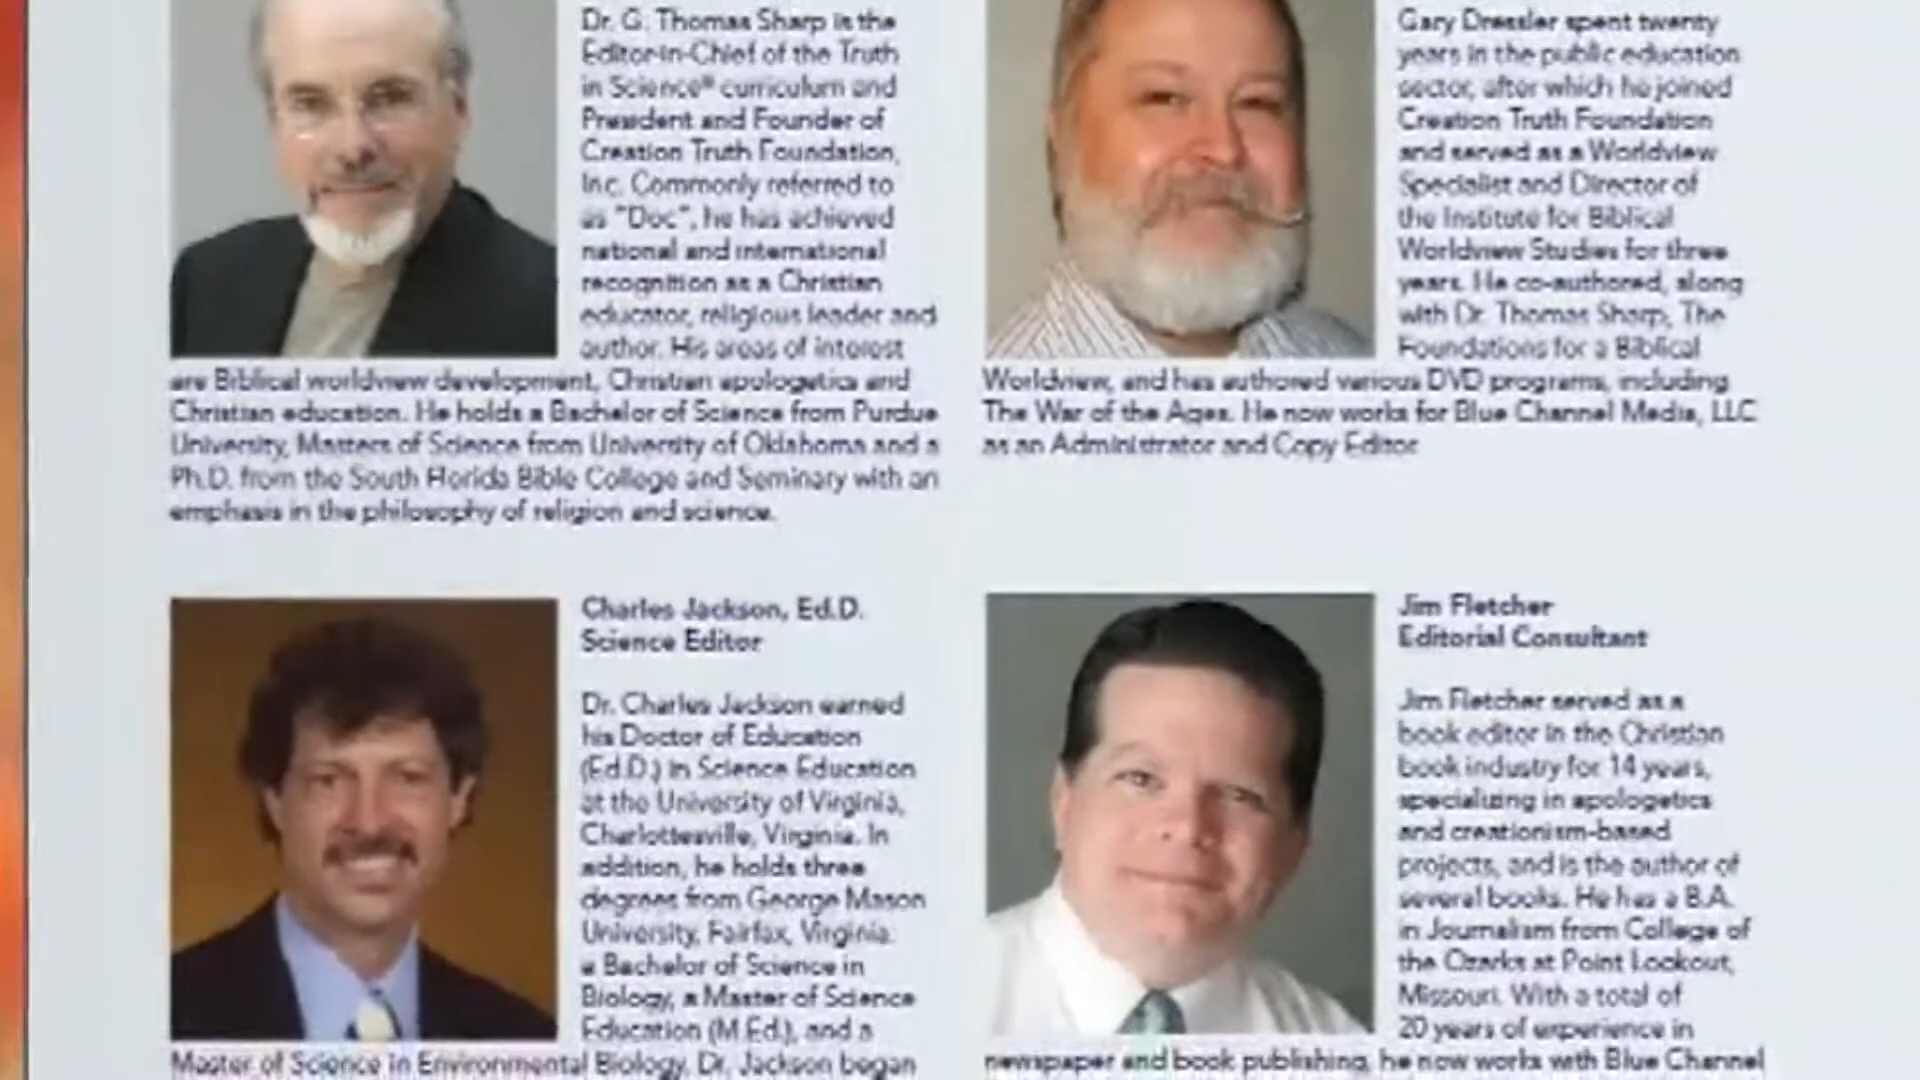 Dr. G. Thomas Sharp is the
Editor-in-Chief of the Truth
in Science® curriculum and
President and Founder of
Creation Truth Foundation,
Inc. Commonly referred to
as "Doc", he has achieved
national and international
recognition as a Christian
educator, religious leader and
author. His areas of interest
are Biblical worldview development, Christian apologetics and
Christian education. He holds a Bachelor of Science from Purdue
University, Masters of Science from University of Oklahoma and a
Ph.D. from the South Florida Bible College and Seminary with an
emphasis in the philosophy of religion and science.
Gary Dressler spent twenty
years in the public education
sector, after which he joined
Creation Truth Foundation
and served as a Worldview
Specialist and Director of
the Institute for Biblical
Worldview Studies for three
years. He co-authored, along
with Dr. Thomas Sharp, The
Foundations for a Biblical
Worldview, and has authored various DVD programs, including
The War of the Ages. He now works for Blue Channel Media, LLC
as an Administrator and Copy Editor
Charles Jackson, Ed.D.
Science Editor
Dr. Charles Jackson earned
his Doctor of Education
(Ed.D.) in Science Education
at the University of Virginia,
Charlottesville, Virginia. In
addition, he holds three
degrees from George Mason
University, Fairfax, Virginia:
a Bachelor of Science in
Biology, a Master of Science
Education (M.Ed.), and a
Master of Science in Environmental Biology. Dr. Jackson began
Jim Fletcher
Editorial Consultant
Jim Fletcher served as a
book editor in the Christian
book industry for 14 years,
specializing in apologetics
and creationism-based
projects, and is the author of
several books. He has a B.A.
in Journalism from College of
the Ozarks at Point Lookout,
Missouri. With a total of
20 years of experience in
newspaper and book publishing, he now works with Blue Channel